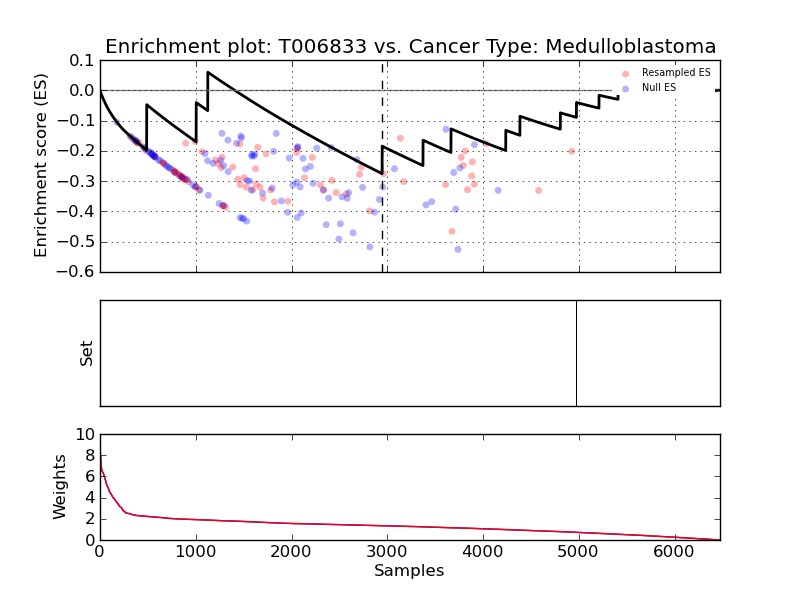 Enrichment plot: T006833 vs. Cancer Type: Medulloblastoma
Enrichment score (ES)
0.1
0.0
−0.1
−0.2
−0.3
−0.4
−0.5
−0.6
Resampled ES
Null ES
Set
Weights
10
8
6
4
2
0
0 1000 2000 3000 4000 5000 6000
Samples